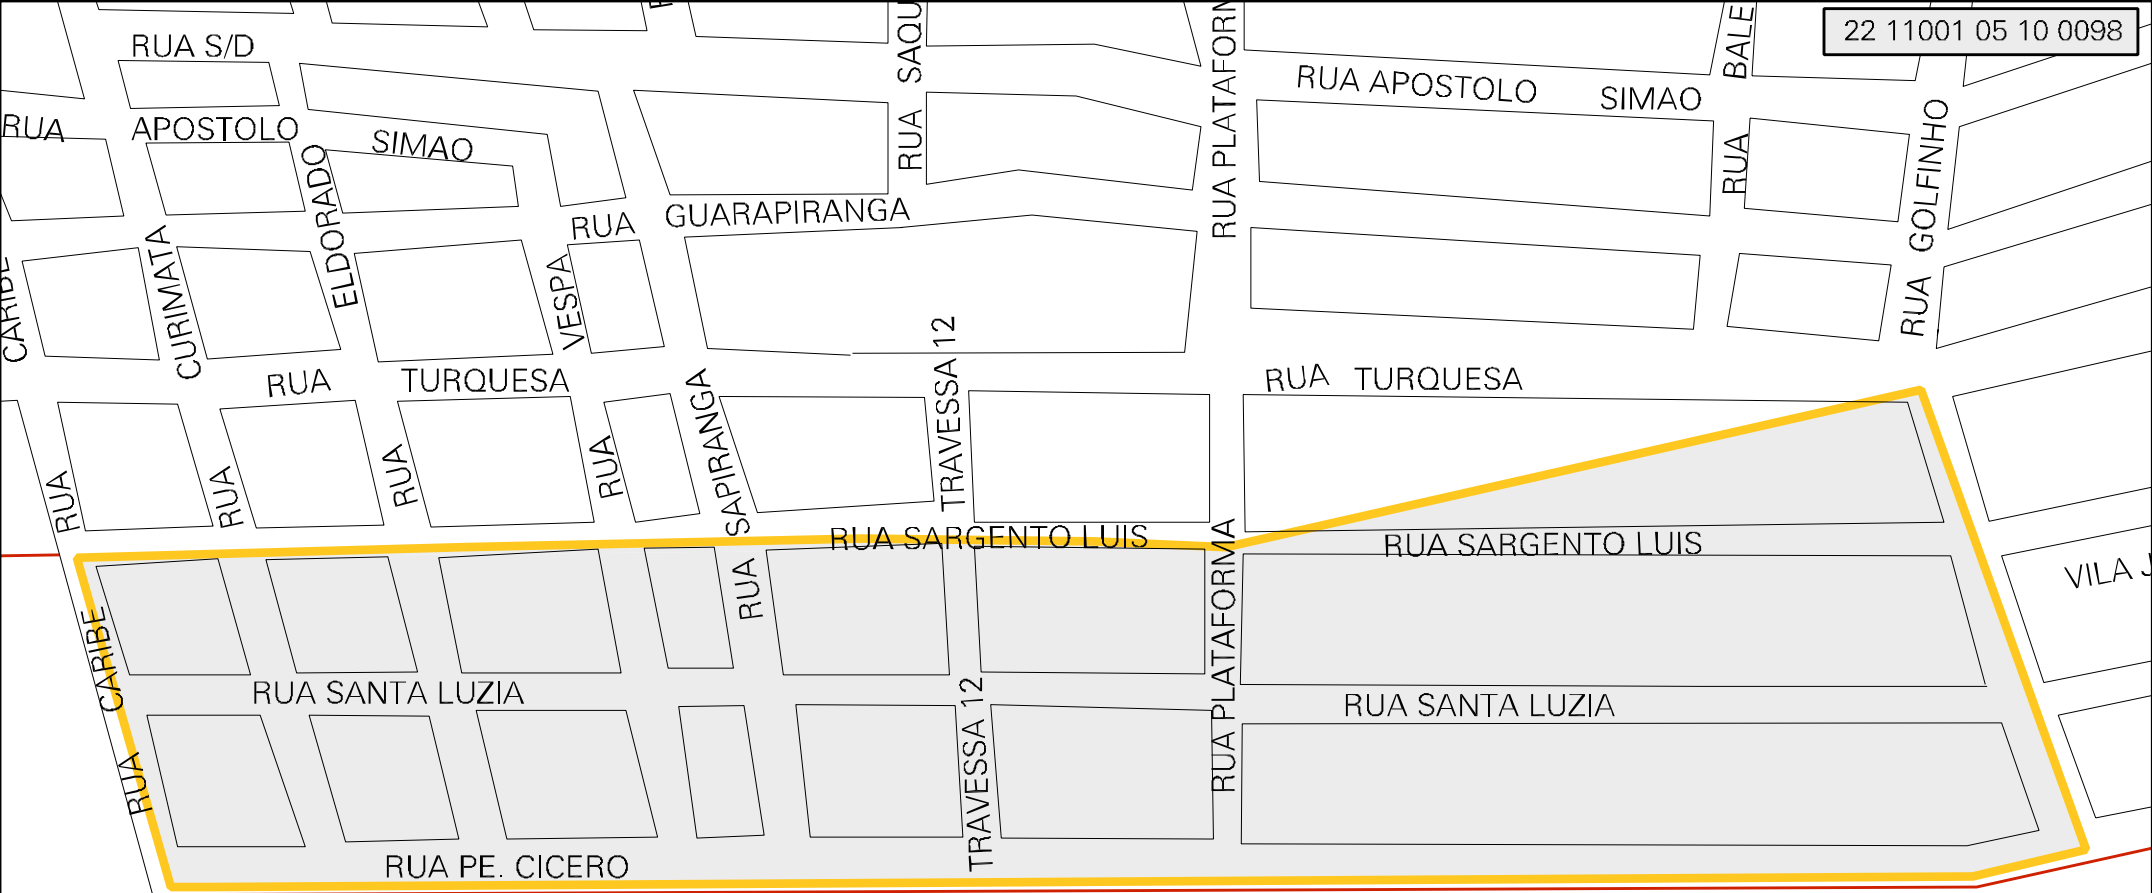 22 11001 05 10 0098
RUA S/D
RUA SAQU
RUA PLATAFORM
BALE
RUA APOSTOLO SIMAO
RUA APOSTOLO SIMAO
RUA
RUA GOLFINHO
ELDORADO
RUA GUARAPIRANGA
CARIBE
CURIMATA
VESPA
TRAVESSA 12
RUA TURQUESA
RUA TURQUESA
SAPIRANGA
RUA
RUA
RUA
RUA
RUA SARGENTO LUIS
RUA SARGENTO LUIS
VILA J
RUA
RUA PLATAFORMA
CARIBE
RUA SANTA LUZIA
RUA SANTA LUZIA
TRAVESSA 12
RUA
RUA PE. CICERO